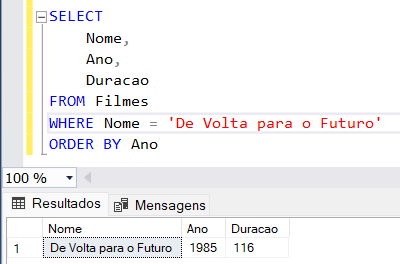 SELECT
Nome,
Ano,
Duracao
FROM Filmes
WHERE Nome = 'De Volta para o Futuro'
ORDER BY Ano
100 %
Resultados Mensagens
Nome Ano Duracao
1 De Volta para o Futuro 1985 116